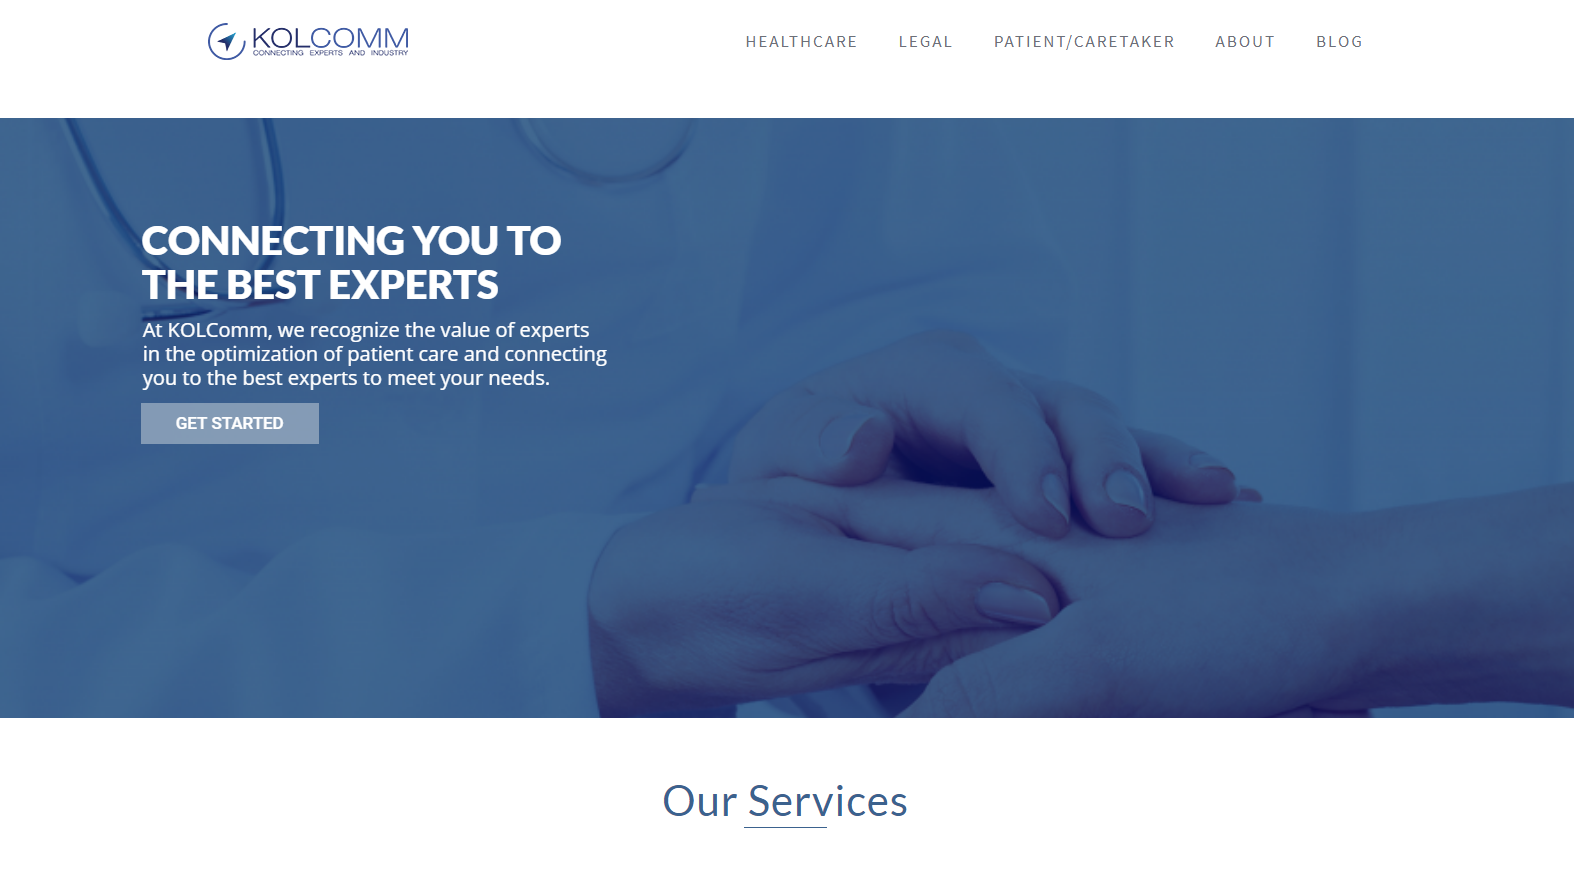 KOLCOMM
CONNECTING EXPERTS AND INDUSTRY
HEALTHCARE LEGAL PATIENT/CARETAKER ABOUT BLOG
CONNECTING YOU TO
THE BEST EXPERTS
At KOLComm, we recognize the value of experts
in the optimization of patient care and connecting
you to the best experts to meet your needs.
GET STARTED
Our Services